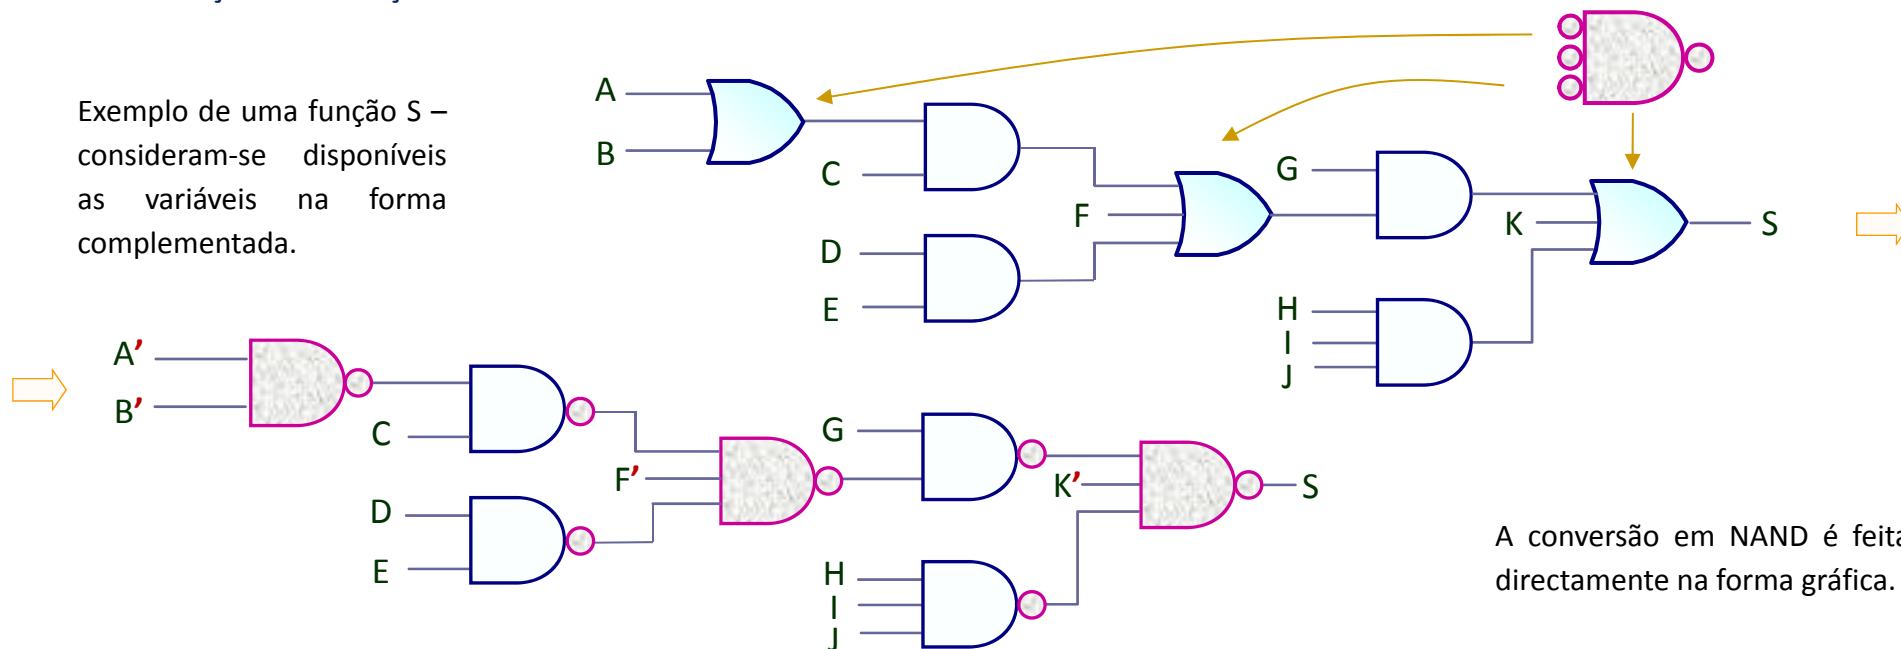 Exemplo de uma função S –
consideram-se disponíveis
as variáveis na forma
complementada.
A
B
C
D
E
F
G
H
I
J
K
S
A'
B'
C
D
E
F'
G
H
I
J
K'
S
A conversão em NAND é feita
directamente na forma gráfica.